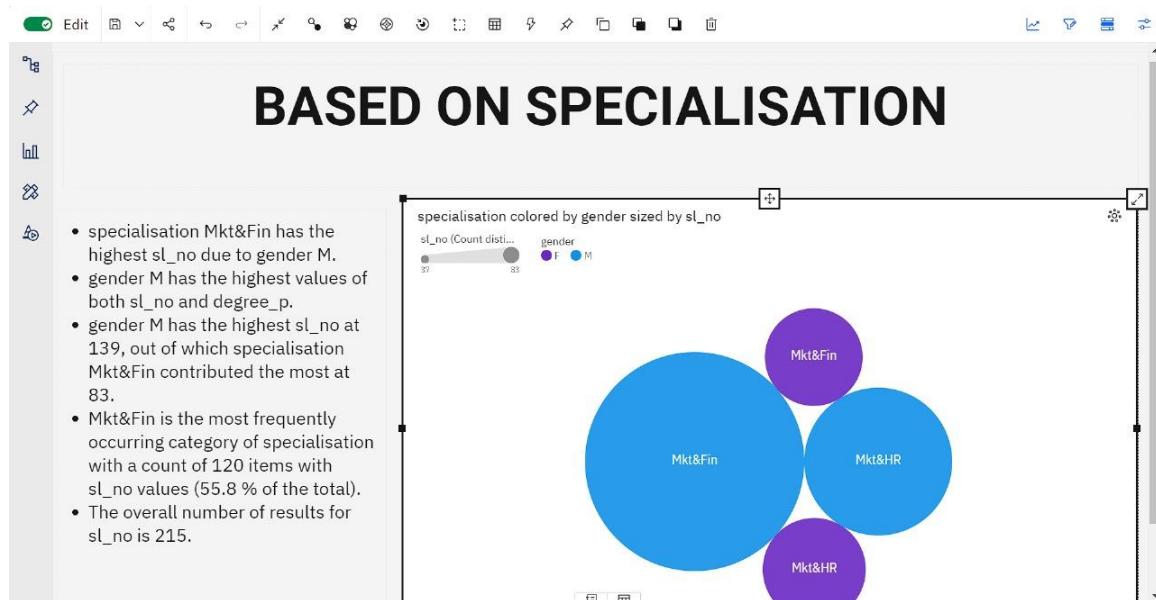 Edit
BASED ON SPECIALISATION
• specialisation Mkt&Fin has the
highest sl_no due to gender M.
• gender M has the highest values of
both sl_no and degree_p.
• gender M has the highest sl_no at
139, out of which specialisation
Mkt&Fin contributed the most at
83.
• Mkt&Fin is the most frequently
occurring category of specialisation
with a count of 120 items with
sl_no values (55.8 % of the total).
• The overall number of results for
sl_no is 215.
specialisation colored by gender sized by sl_no
sl_no (Count disti...
37 83
gender
F M
Mkt&Fin
Mkt&Fin
Mkt&HR
Mkt&HR